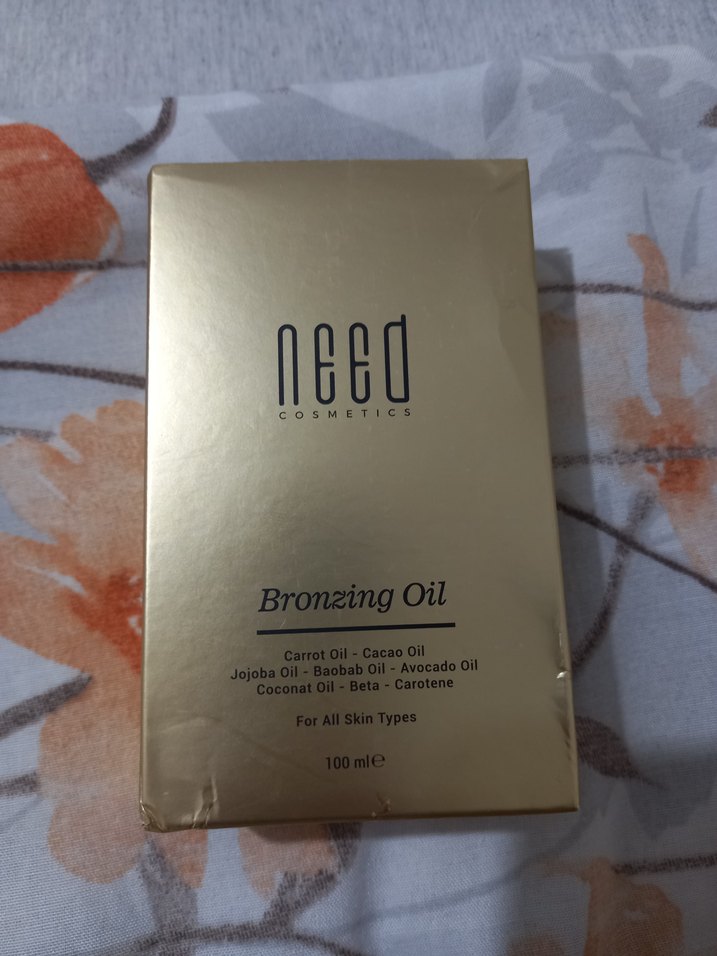 need
COSMETICS
Bronzing Oil
Carrot Oil - Cacao Oil
Jojoba Oil - Baobab Oil - Avocado Oil
Coconat Oil - Beta - Carotene
For All Skin Types
100 ml℮